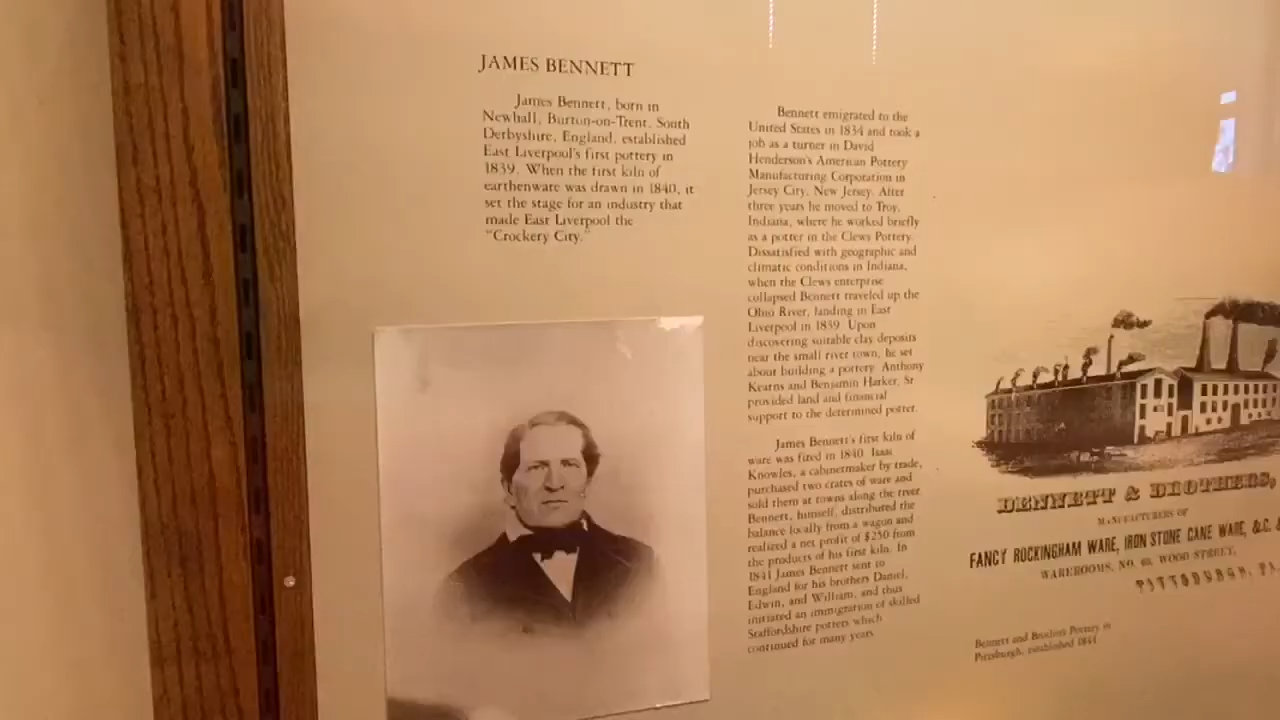 JAMES BENNETT
James Bennett, born in
Newhall, Burton-on-Trent, South
Derbyshire, England, established
East Liverpool's first pottery in
1839. When the first kiln of
earthenware was drawn in 1840, it
set the stage for an industry that
made East Liverpool the
"Crockery City."
Bennett emigrated to the
United States in 1834 and took a
job as a turner in David
Henderson's American Pottery
Manufacturing Corporation in
Jersey City, New Jersey. After
three years he moved to Troy,
Indiana, where he worked briefly
as a potter in the Clews Pottery.
Dissatisfied with geographic and
climatic conditions in Indiana,
when the Clews enterprise
collapsed Bennett traveled up the
Ohio River, landing in East
Liverpool in 1839. Upon
discovering suitable clay deposits
near the small river town, he set
about building a pottery. Anthony
Kearns and Benjamin Harker, Sr.
provided land and financial
support to the determined potter.
James Bennett's first kiln of
ware was fired in 1840. Isaac
Knowles, a cabinetmaker by trade,
purchased two crates of ware and
sold them at towns along the river.
Bennett, himself, distributed the
balance locally from a wagon and
realized a net profit of $250 from
the products of his first kiln. In
1841 James Bennett sent to
England for his brothers Daniel,
Edwin, and William, and thus
initiated an immigration of skilled
Staffordshire potters which
continued for many years.
BENNETT & BROTHERS,
MANUFACTURERS OF
FANCY ROCKINGHAM WARE, IRON STONE CANE WARE, &C.
WAREROOMS, NO. 60, WOOD STREET,
PITTSBURGH, PA.
Bennett and Brothers Pottery in
Pittsburgh, established 1844